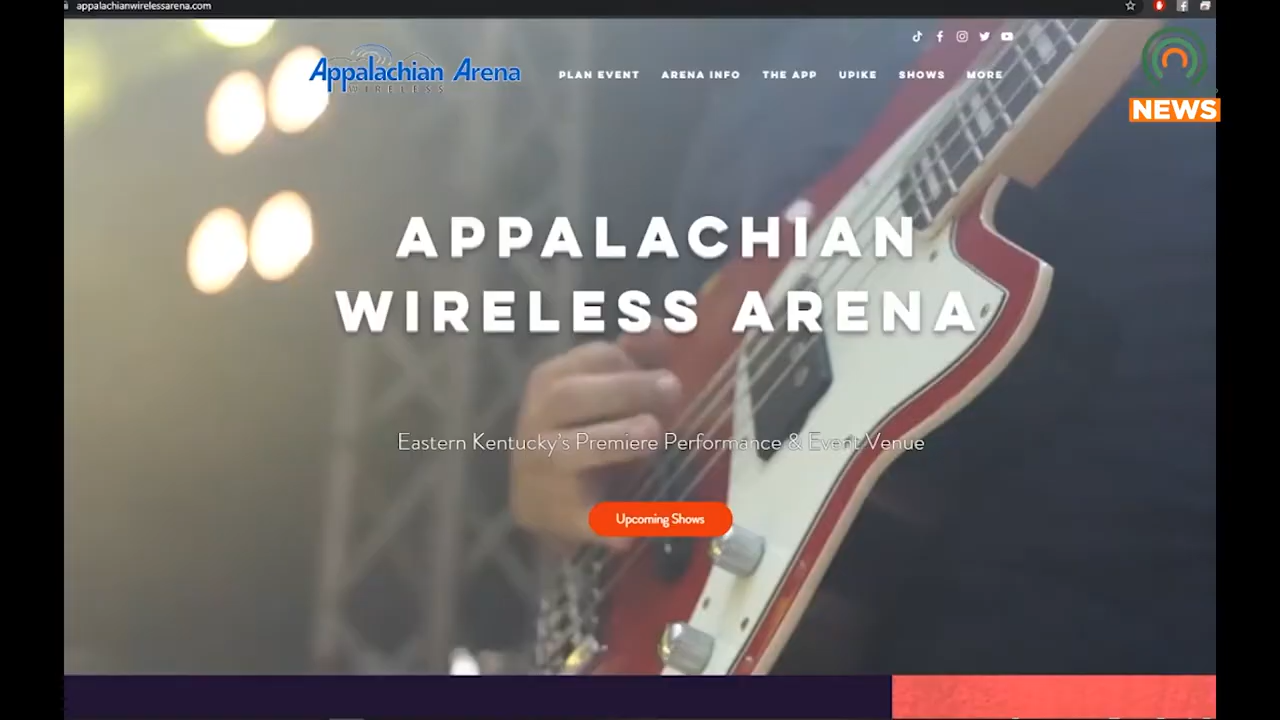 appalachianwirelessarena.com
Appalachian Arena
WIRELESS
PLAN EVENT ARENA INFO THE APP UPIKE SHOWS MORE
NEWS
APPALACHIAN
WIRELESS ARENA
Eastern Kentucky's Premiere Performance & Event Venue
Upcoming Shows